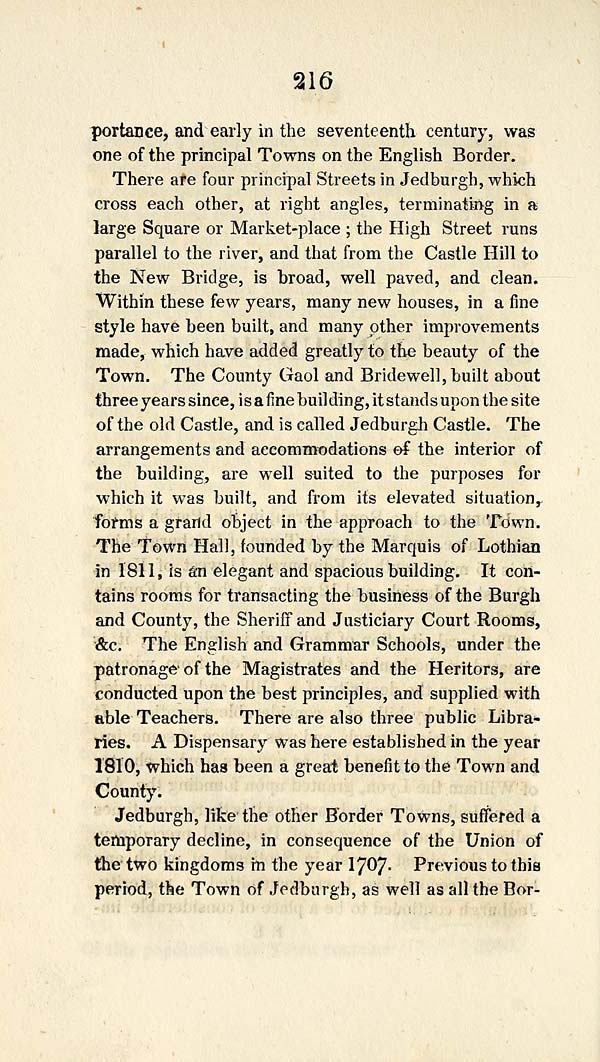 216
portance, and early in the seventeenth century, was
one of the principal Towns on the English Border.
There are four principal Streets in Jedburgh, which
cross each other, at right angles, terminating in a
large Square or Market-place ; the High Street runs
parallel to the river, and that from the Castle Hill to
the New Bridge, is broad, well paved, and clean.
Within these few years, many new houses, in a fine
style have been built, and many other improvements
made, which have added greatly to the beauty of the
Town. The County Gaol and Bridewell, built about
three years since, is a fine building, it stands upon the site
of the old Castle, and is called Jedburgh Castle. The
arrangements and accommodations of the interior of
the building, are well suited to the purposes for
which it was built, and from its elevated situation,
forms a grand object in the approach to the Town.
The Town Hall, founded by the Marquis of Lothian
in 1811, is an elegant and spacious building. It con-
tains rooms for transacting the business of the Burgh
and County, the Sheriff and Justiciary Court Rooms,
&c. The English and Grammar Schools, under the
patronage of the Magistrates and the Heritors, are
conducted upon the best principles, and supplied with
able Teachers. There are also three public Libra-
ries. A Dispensary was here established in the year
1810, which has been a great benefit to the Town and
County.
Jedburgh, like the other Border Towns, suffered a
temporary decline, in consequence of the Union of
the two kingdoms in the year 1707. Previous to this
period, the Town of Jedburgh, as well as all the Bor-